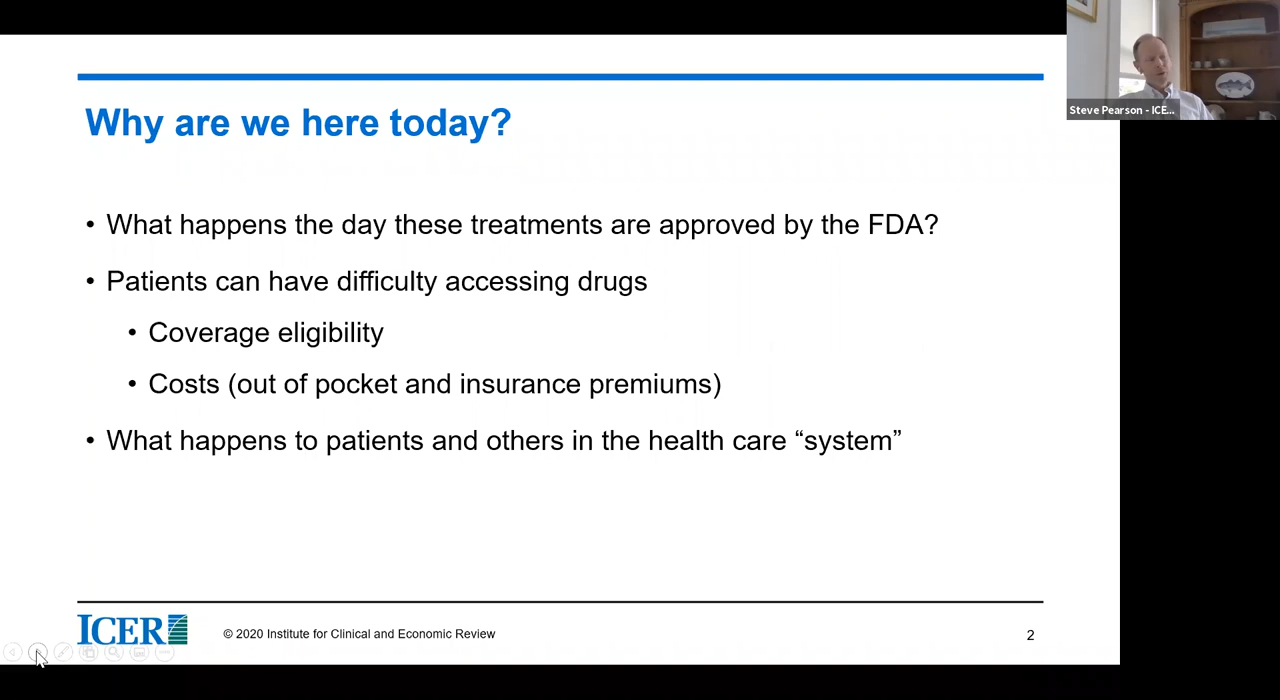 Steve Pearson - ICE...
Why are we here today?
• What happens the day these treatments are approved by the FDA?
• Patients can have difficulty accessing drugs
• Coverage eligibility
• Costs (out of pocket and insurance premiums)
• What happens to patients and others in the health care “system”
ICER
© 2020 Institute for Clinical and Economic Review
2